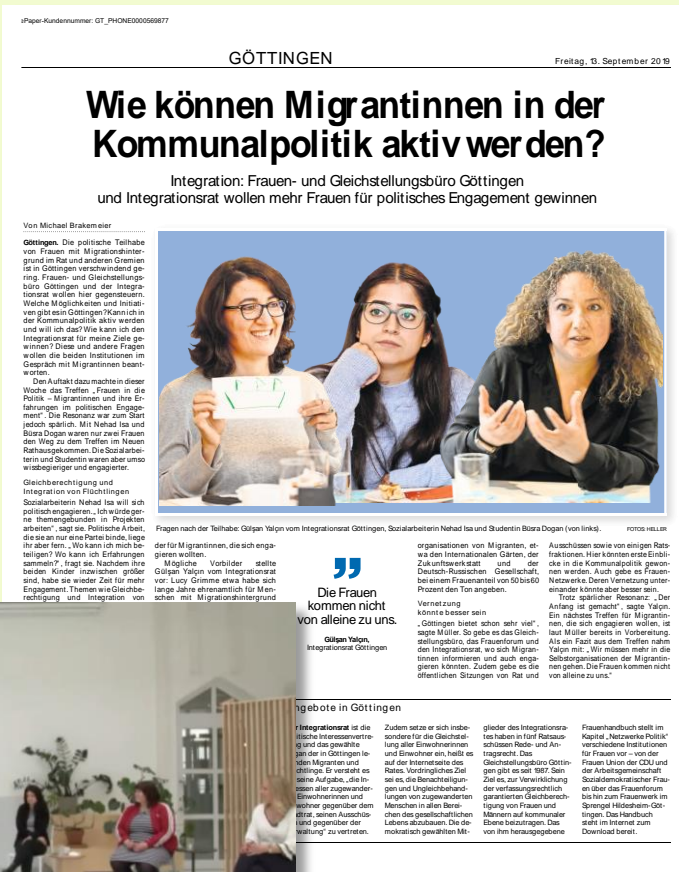 ePaper-Kundennummer: GT_PHONE0000569877
GÖTTINGEN
Freitag, 13. September 2019
Wie können Migrantinnen in der
Kommunalpolitik aktiv werden?
Integration: Frauen- und Gleichstellungsbüro Göttingen
und Integrationsrat wollen mehr Frauen für politisches Engagement gewinnen
Von Michael Brakemeier
Göttingen. Die politische Teilhabe
von Frauen mit Migrationshinter-
grund im Rat und anderen Gremien
ist in Göttingen verschwindend ge-
ring. Frauen- und Gleichstellungs-
büro Göttingen und der Integra-
tionsrat wollen hier gegensteuern.
Welche Möglichkeiten und Initiati-
ven gibt es in Göttingen? Kann ich in
der Kommunalpolitik aktiv werden
und will ich das? Wie kann ich den
Integrationsrat für meine Ziele ge-
winnen? Diese und andere Fragen
wollen die beiden Institutionen im
Gespräch mit Migrantinnen beant-
worten.
Den Auftakt dazu machte in dieser
Woche das Treffen „Frauen in die
Politik – Migrantinnen und ihre Er-
fahrungen im politischen Engage-
ment“. Die Resonanz war zum Start
jedoch spärlich. Mit Nehad Isa und
Büsra Dogan waren nur zwei Frauen
den Weg zu dem Treffen im Neuen
Rathaus gekommen. Die Sozialarbei-
terin und Studentin waren aber umso
wissbegieriger und engagierter.
Gleichberechtigung und
Integration von Flüchtlingen
Sozialarbeiterin Nehad Isa will sich
politisch engagieren. „Ich würde ger-
ne themengebunden in Projekten
arbeiten“, sagt sie. Politische Arbeit,
die sie an nur eine Partei binde, liege
ihr aber fern. „Wo kann ich mich be-
teiligen? Wo kann ich Erfahrungen
sammeln?“, fragt sie. Nachdem ihre
beiden Kinder inzwischen größer
sind, habe sie wieder Zeit für mehr
Engagement. Themen wie Gleichbe-
rechtigung und Integration von
Fragen nach der Teilhabe: Gülşan Yalçın vom Integrationsrat Göttingen, Sozialarbeiterin Nehad Isa und Studentin Büsra Dogan (von links).
FOTOS: HELLER
der für Migrantinnen, die sich enga-
gieren wollten.
Mögliche Vorbilder stellte
Gülşan Yalçın vom Integrationsrat
vor: Lucy Grimme etwa habe sich
lange Jahre ehrenamtlich für Men-
schen mit Migrationshintergrund
Die Frauen
kommen nicht
von alleine zu uns.
Gülşan Yalçın,
Integrationsrat Göttingen
organisationen von Migranten, et-
wa den Internationalen Gärten, der
Zukunftswerkstatt und der
Deutsch-Russischen Gesellschaft,
bei einem Frauenanteil von 50 bis 60
Prozent den Ton angeben.
Vernetzung
könnte besser sein
„Göttingen bietet schon sehr viel“,
sagte Müller. So gebe es das Gleich-
stellungsbüro, das Frauenforum und
den Integrationsrat, wo sich Migran-
tinnen informieren und auch enga-
gieren könnten. Zudem gebe es die
öffentlichen Sitzungen von Rat und
Ausschüssen sowie von einigen Rats-
fraktionen. Hier könnten erste Einbli-
cke in die Kommunalpolitik gewon-
nen werden. Auch gebe es Frauen-
Netzwerke. Deren Vernetzung unter-
einander könnte aber besser sein.
Trotz spärlicher Resonanz: „Der
Anfang ist gemacht“, sagte Yalçın.
Ein nächstes Treffen für Migrantin-
nen, die sich engagieren wollen, ist
laut Müller bereits in Vorbereitung.
Als ein Fazit aus dem Treffen nahm
Yalçın mit: „Wir müssen mehr in die
Selbstorganisationen der Migrantin-
nen gehen. Die Frauen kommen nicht
von alleine zu uns.“
ngebote in Göttingen
r Integrationsrat ist die
itische Interessenvertre-
g und das gewählte
gan der in Göttingen le-
nden Migranten und
chtlinge. Er versteht es
seine Aufgabe, „die In-
essen aller zugewander-
Einwohnerinnen und
wohner gegenüber dem
dtrat, seinen Ausschüs-
und gegenüber der
waltung“ zu vertreten.
Zudem setze er sich insbe-
sondere für die Gleichstel-
lung aller Einwohnerinnen
und Einwohner ein, heißt es
auf der Internetseite des
Rates. Vordringliches Ziel
sei es, die Benachteiligun-
gen und Ungleichbehand-
lungen von zugewanderten
Menschen in allen Berei-
chen des gesellschaftlichen
Lebens abzubauen. Die de-
mokratisch gewählten Mit-
glieder des Integrationsra-
tes haben in fünf Ratsaus-
schüssen Rede- und An-
tragsrecht. Das
Gleichstellungsbüro Göttin-
gen gibt es seit 1987. Sein
Ziel es, zur Verwirklichung
der verfassungsrechtlich
garantierten Gleichberech-
tigung von Frauen und
Männern auf kommunaler
Ebene beizutragen. Das
von ihm herausgegebene
Frauenhandbuch stellt im
Kapitel „Netzwerke Politik“
verschiedene Institutionen
für Frauen vor – von der
Frauen Union der CDU und
der Arbeitsgemeinschaft
Sozialdemokratischer Frau-
en über das Frauenforum
bis hin zum Frauenwerk im
Sprengel Hildesheim-Göt-
tingen. Das Handbuch
steht im Internet zum
Download bereit.